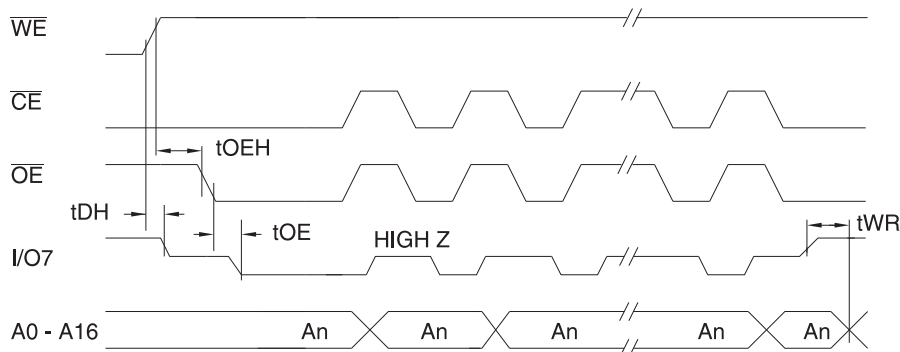 WE
CE
tOEH
OE
tDH
tOE
HIGH Z
tWR
I/O7
A0 - A16 An An An An An